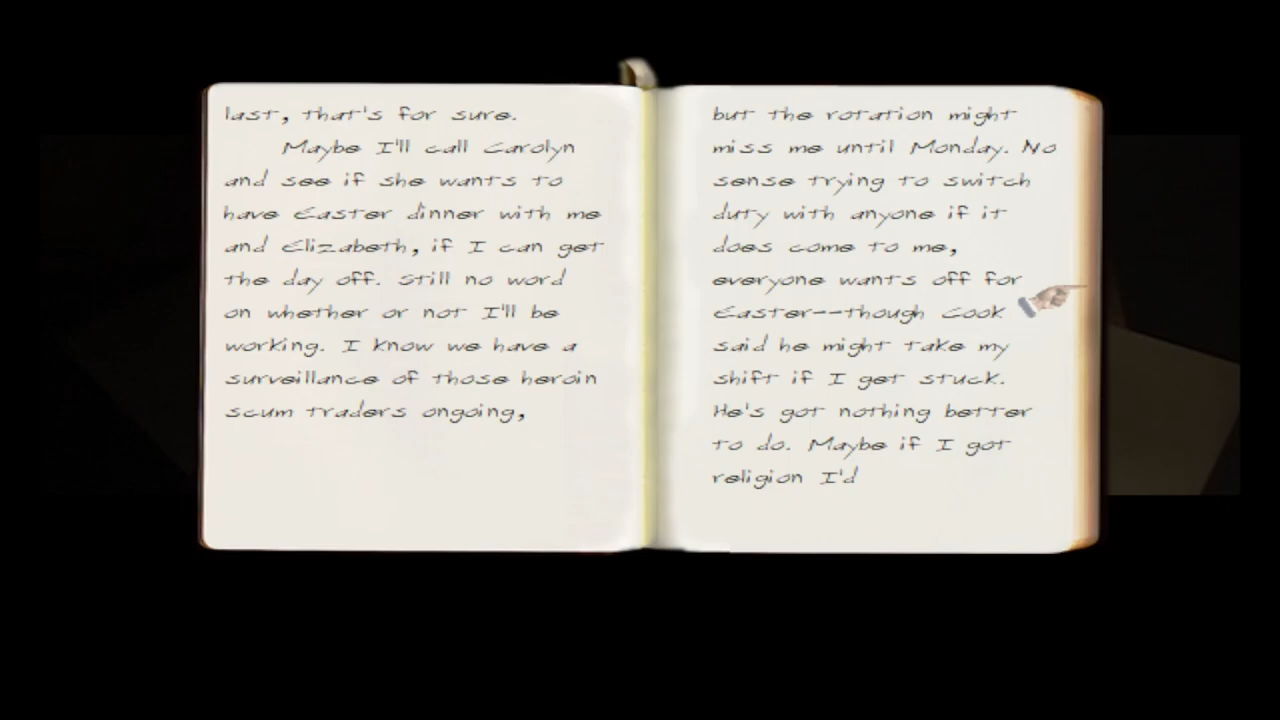 last, that's for sure.
Maybe I'll call Carolyn
and see if she wants to
have Easter dinner with me
and Elizabeth, if I can get
the day off. Still no word
on whether or not I'll be
working. I know we have a
surveillance of those heroin
scum traders ongoing,
but the rotation might
miss me until Monday. No
sense trying to switch
duty with anyone if it
does come to me,
everyone wants off for
Easter--though Cook
said he might take my
shift if I get stuck.
He's got nothing better
to do. Maybe if I got
religion I'd